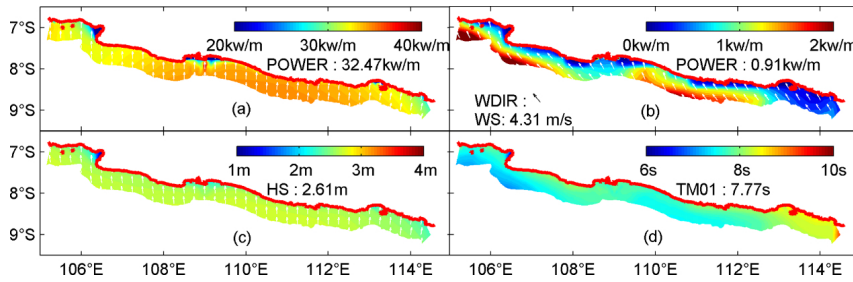 7°S
8°S
9°S
20kw/m 30kw/m 40kw/m
POWER : 32.47kw/m
(a)
0kw/m 1kw/m 2kw/m
POWER : 0.91kw/m
WDIR :
WS: 4.31 m/s
(b)
7°S
8°S
9°S
1m 2m 3m 4m
HS : 2.61m
(c)
6s 8s 10s
TM01 : 7.77s
(d)
106°E 108°E 110°E 112°E 114°E
106°E 108°E 110°E 112°E 114°E